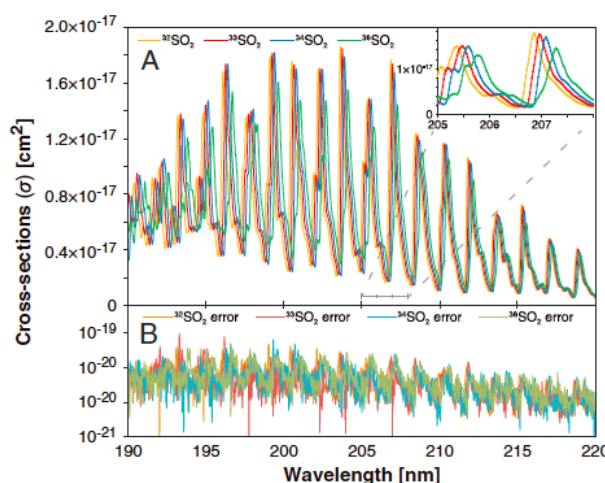 2.0×10⁻¹⁷
1.6×10⁻¹⁷
1.2×10⁻¹⁷
0.8×10⁻¹⁷
0.4×10⁻¹⁷
0
Cross-sections (σ) [cm²]
A
³²SO₂ ³³SO₂ ³⁴SO₂ ³⁶SO₂
1×10⁻¹⁷
0
205 206 207
B
³²SO₂ error ³³SO₂ error ³⁴SO₂ error ³⁶SO₂ error
10⁻¹⁹
10⁻²⁰
10⁻²⁰
10⁻²¹
190 195 200 205 210 215 220
Wavelength [nm]